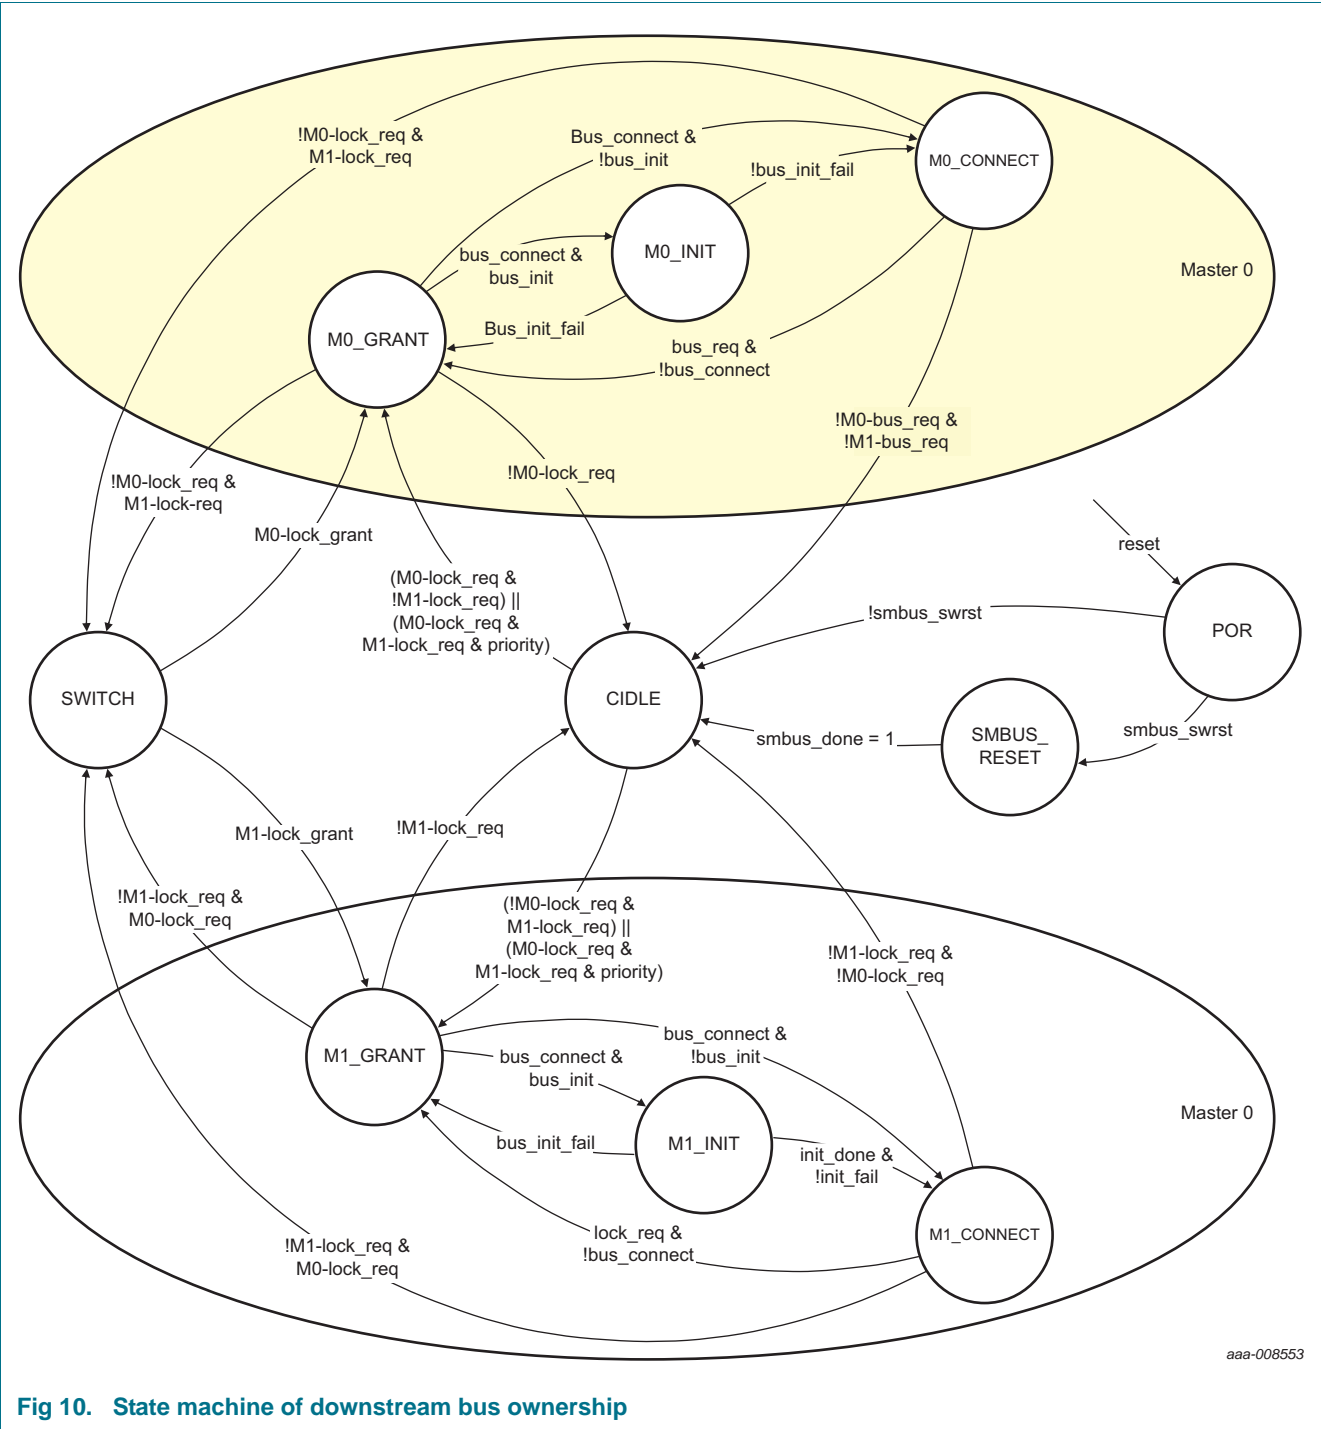 !M0-lock_req &
M1-lock_req
Bus_connect &
!bus_init
!bus_init_fail
M0_CONNECT
bus_connect &
bus_init
M0_INIT
Master 0
M0_GRANT
Bus_init_fail
bus_req &
!bus_connect
!M0-bus_req &
!M1-bus_req
!M0-lock_req &
M1-lock-req
!M0-lock_req
M0-lock_grant
reset
(M0-lock_req &
!M1-lock_req) ||
(M0-lock_req &
M1-lock_req & priority)
!smbus_swrst
POR
SWITCH
CIDLE
smbus_done = 1
SMBUS_
RESET
smbus_swrst
M1-lock_grant
!M1-lock_req
!M1-lock_req &
M0-lock_req
(!M0-lock_req &
M1-lock_req) ||
(M0-lock_req &
M1-lock_req & priority)
!M1-lock_req &
!M0-lock_req
M1_GRANT
bus_connect &
!bus_init
bus_connect &
bus_init
Master 0
bus_init_fail
M1_INIT
init_done &
!init_fail
lock_req &
!bus_connect
M1_CONNECT
!M1-lock_req &
M0-lock_req
aaa-008553
Fig 10. State machine of downstream bus ownership